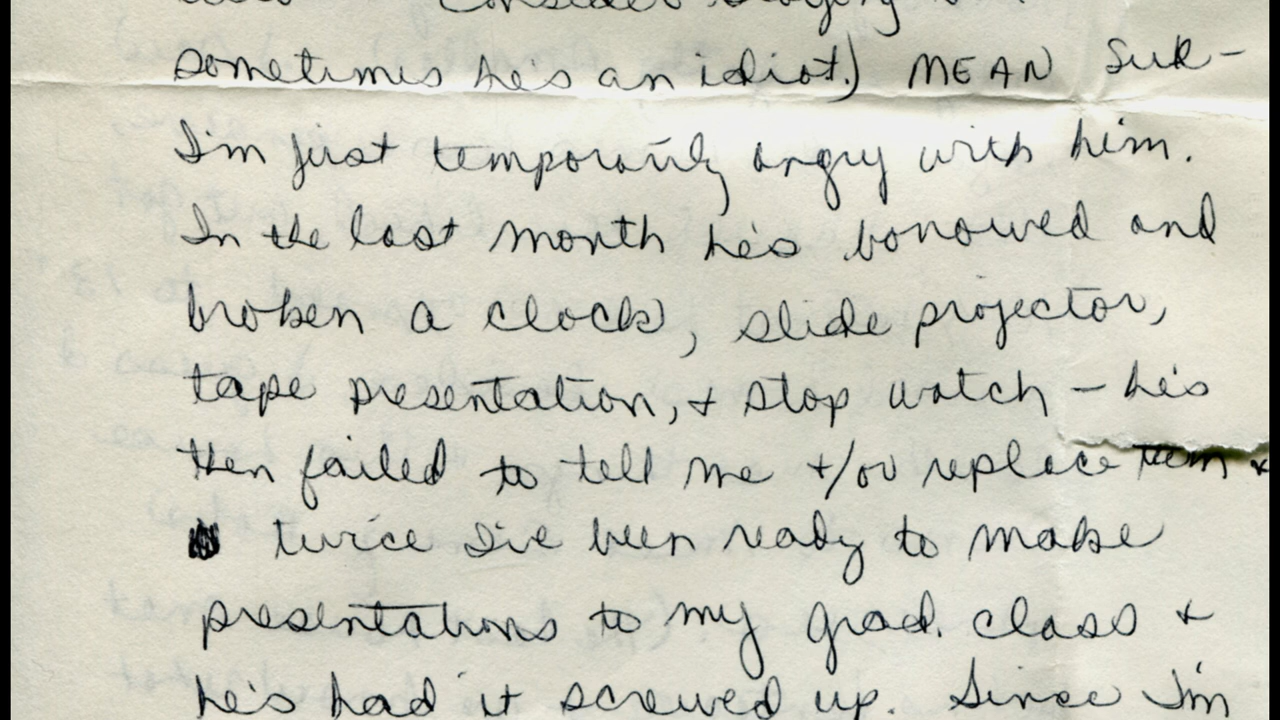 sometimes he's an idiot.) MEAN SUR-
I'm just temporarily angry with him.
In the last month he's borrowed and
broken a clock, slide projector,
tape presentation, + stop watch – he's
then failed to tell me +/or replace them +
twice I've been ready to make
presentations to my grad. class +
he's had it screwed up. Since I'm